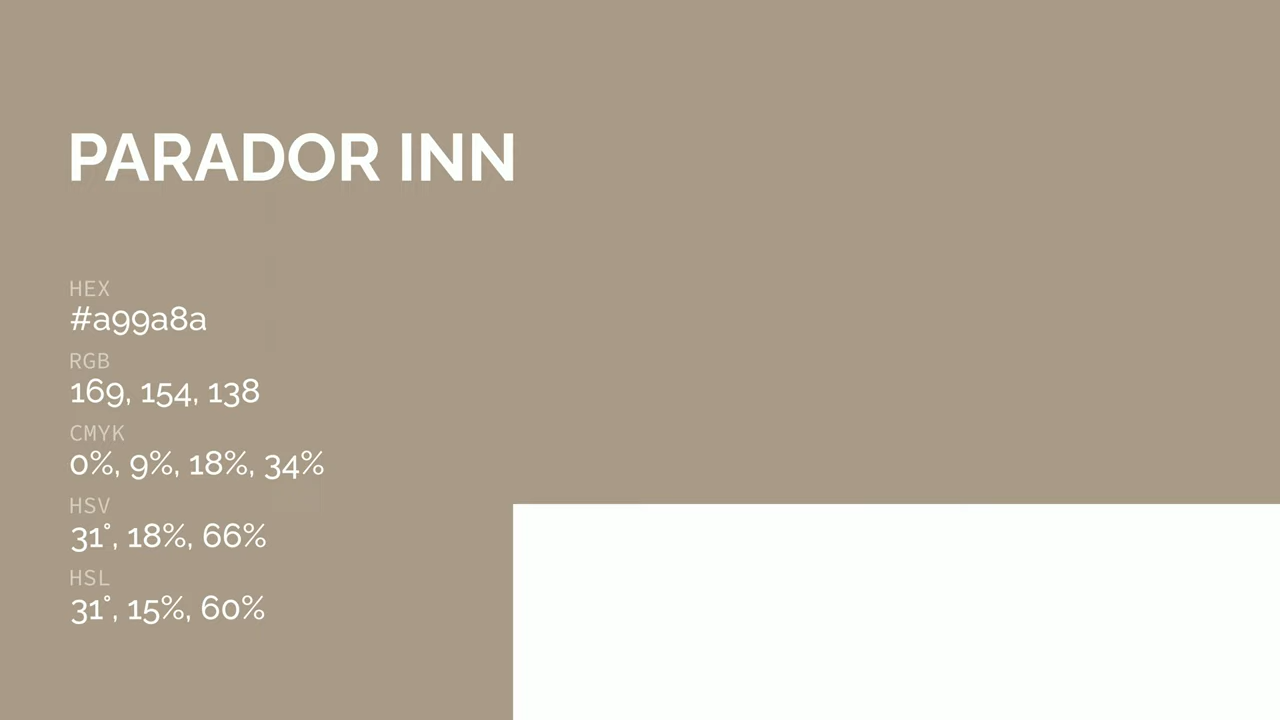 PARADOR INN
HEX
#a99a8a
RGB
169, 154, 138
CMYK
0%, 9%, 18%, 34%
HSV
31°, 18%, 66%
HSL
31°, 15%, 60%